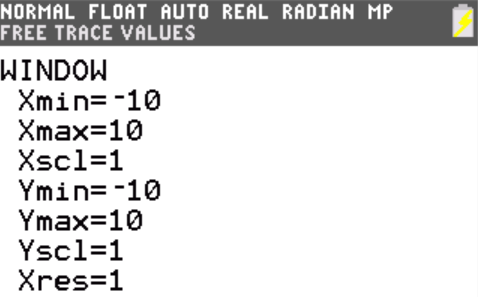 NORMAL FLOAT AUTO REAL RADIAN MP
FREE TRACE VALUES
WINDOW
Xmin=-10
Xmax=10
Xscl=1
Ymin=-10
Ymax=10
Yscl=1
Xres=1